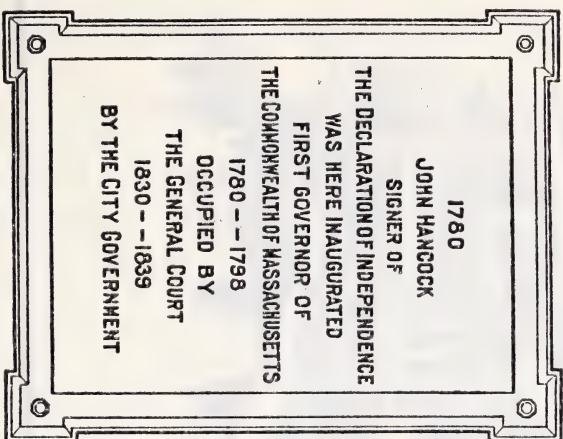 1780
JOHN HANCOCK
SIGNER OF
THE DECLARATION OF INDEPENDENCE
WAS HERE INAUGURATED
FIRST GOVERNOR OF
THE COMMONWEALTH OF MASSACHUSETTS
1780 -- 1798
OCCUPIED BY
THE GENERAL COURT
1830 -- 1839
BY THE CITY GOVERNMENT